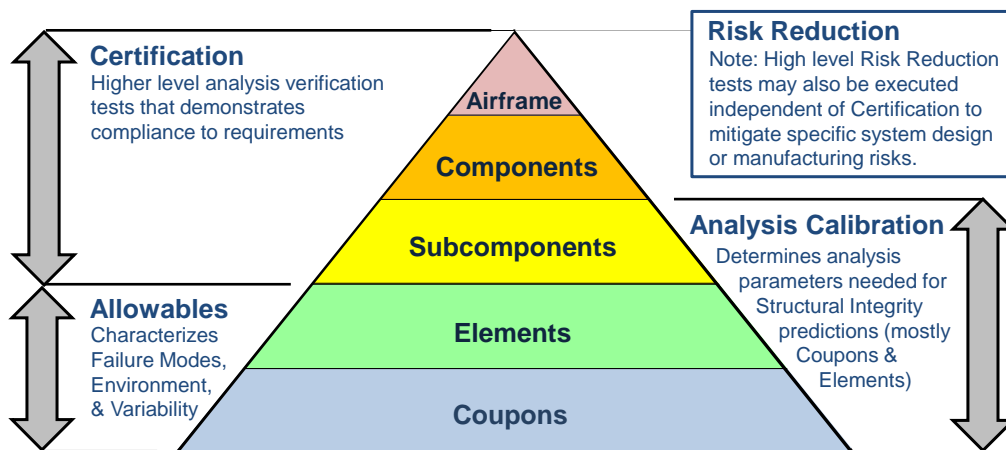 Certification
Higher level analysis verification
tests that demonstrates
compliance to requirements
Risk Reduction
Note: High level Risk Reduction
tests may also be executed
independent of Certification to
mitigate specific system design
or manufacturing risks.
Airframe
Components
Subcomponents
Elements
Coupons
Allowables
Characterizes
Failure Modes,
Environment,
& Variability
Analysis Calibration
Determines analysis
parameters needed for
Structural Integrity
predictions (mostly
Coupons &
Elements)